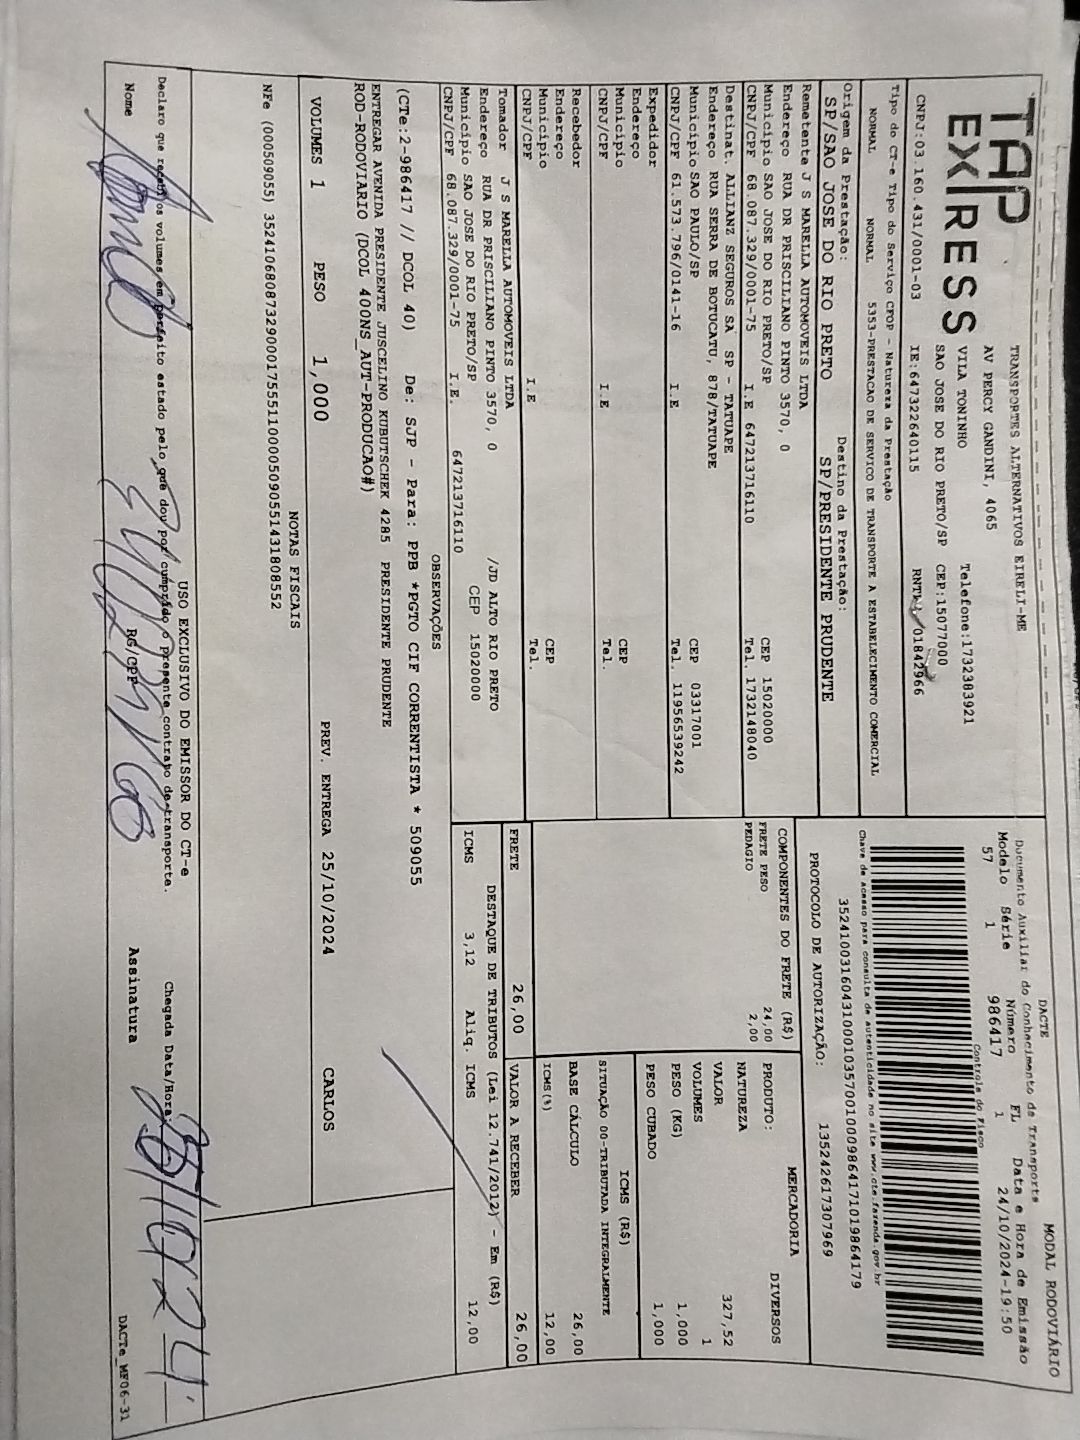 TAP
EXPRESS
TRANSPORTES ALTERNATIVOS EIRELI-ME
AV PERCY GANDINI, 4065
VILA TONINHO Telefone:1732383921
SAO JOSE DO RIO PRETO/SP CEP:15077000
CNPJ:03.160.431/0001-03 IE:647322640115 01842966
Tipo do CT-e Tipo do Serviço CFOP - Natureza da Prestação
NORMAL NORMAL 5353-PRESTACAO DE SERVICO DE TRANSPORTE A ESTABELECIMENTO COMERCIAL
Origem da Prestação: Destino da Prestação:
SP/SAO JOSE DO RIO PRETO SP/PRESIDENTE PRUDENTE
DACTE MODAL RODOVIÁRIO
Documento Auxiliar do Conhecimento de Transporte
Modelo Série Número FL Data e Hora de Emissão
57 1 986417 1 24/10/2024-19:50
Controle do Fisco
Chave de acesso para consulta de autenticidade no site www.cte.fazenda.gov.br
35241003160431000103570010009864171019864179
PROTOCOLO DE AUTORIZAÇÃO: 135242617307969
Remetente J S MARELLA AUTOMOVEIS LTDA
Endereço RUA DR PRISCILIANO PINTO 3570, 0
Município SAO JOSE DO RIO PRETO/SP CEP 15020000
CNPJ/CPF 68.087.329/0001-75 I.E 647213716110 Tel. 1732148040
Destinat. ALLIANZ SEGUROS SA SP - TATUAPE
Endereço RUA SERRA DE BOTUCATU, 878/TATUAPE
Município SAO PAULO/SP CEP 03317001
CNPJ/CPF 61.573.796/0141-16 I.E Tel. 11956539242
Expedidor
Endereço
Município CEP
CNPJ/CPF I.E Tel.
Recebedor
Endereço
Município CEP
CNPJ/CPF I.E Tel.
Tomador J S MARELLA AUTOMOVEIS LTDA
Endereço RUA DR PRISCILIANO PINTO 3570, 0 /JD ALTO RIO PRETO
Município SAO JOSE DO RIO PRETO/SP CEP 15020000
CNPJ/CPF 68.087.329/0001-75 I.E. 647213716110
COMPONENTES DO FRETE (R$)
FRETE PESO 24,00
PEDAGIO 2,00
MERCADORIA
PRODUTO: DIVERSOS
NATUREZA
VALOR 327,52
VOLUMES 1
PESO (KG) 1,000
PESO CUBADO 1,000
ICMS (R$)
SITUAÇÃO 00-TRIBUTADA INTEGRALMENTE
BASE CÁLCULO 26,00
ICMS(%) 12,00
FRETE 26,00 VALOR A RECEBER 26,00
DESTAQUE DE TRIBUTOS (Lei 12.741/2012) - Em (R$)
ICMS 3,12 Aliq. ICMS 12,00
OBSERVAÇÕES
(CTe:2-986417 // DCOL 40) De: SJP - Para: PPB *PGTO CIF CORRENTISTA * 509055
ENTREGAR AVENIDA PRESIDENTE JUSCELINO KUBUTSCHEK 4285 PRESIDENTE PRUDENTE
ROD-RODOVIARIO (DCOL 400NS_AUT-PRODUCAO#)
VOLUMES 1 PESO 1,000 PREV. ENTREGA 25/10/2024 CARLOS
NOTAS FISCAIS
NFe (000509055) 35241068087329000175551000509055143180​8552
USO EXCLUSIVO DO EMISSOR DO CT-e
Declaro que recebi os volumes em perfeito estado pelo que dou por cumprido o presente contrato de transporte. Chegada Data/Hora:
25/10/24
Nome RG/CPF Assinatura
DACTe_MF06-31